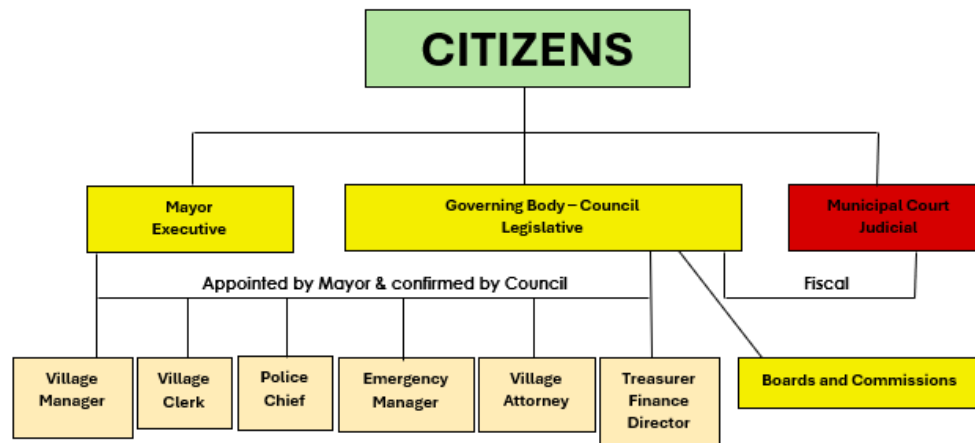 CITIZENS
Mayor
Executive
Governing Body – Council
Legislative
Municipal Court
Judicial
Appointed by Mayor & confirmed by Council
Fiscal
Village
Manager
Village
Clerk
Police
Chief
Emergency
Manager
Village
Attorney
Treasurer
Finance
Director
Boards and Commissions